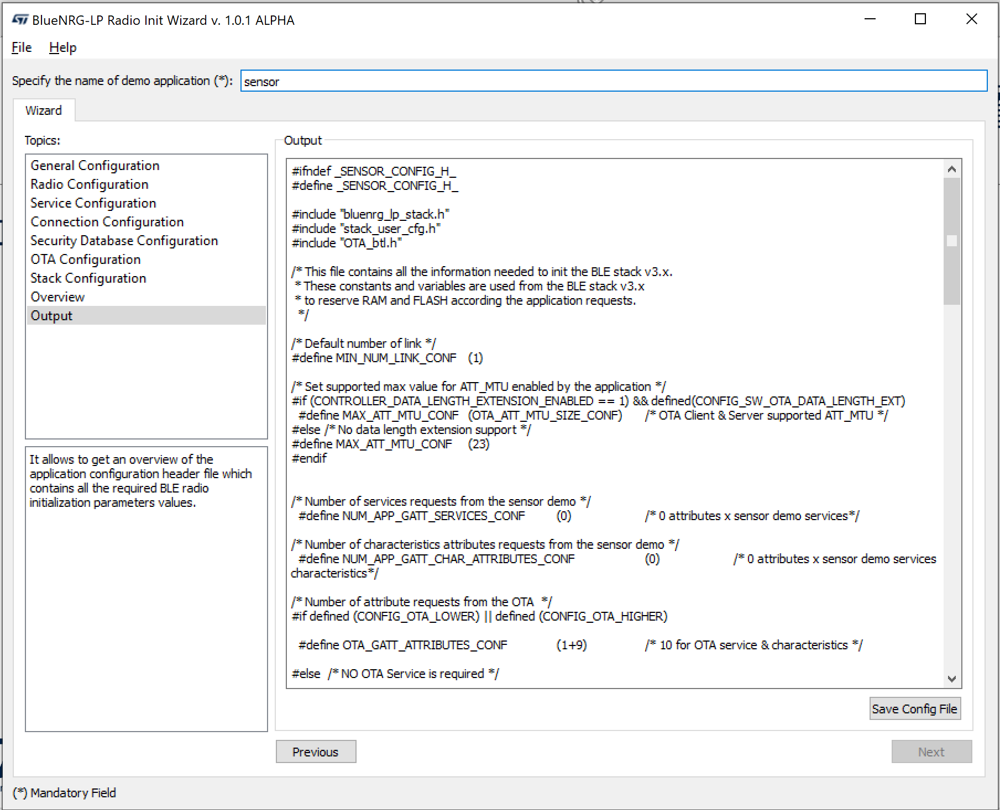 BlueNRG-LP Radio Init Wizard v. 1.0.1 ALPHA
File Help
Specify the name of demo application (*): sensor
Wizard
Topics:
General Configuration
Radio Configuration
Service Configuration
Connection Configuration
Security Database Configuration
OTA Configuration
Stack Configuration
Overview
Output
It allows to get an overview of the
application configuration header file which
contains all the required BLE radio
initialization parameters values.
Output
#ifndef _SENSOR_CONFIG_H_
#define _SENSOR_CONFIG_H_
#include "bluenrg_lp_stack.h"
#include "stack_user_cfg.h"
#include "OTA_btl.h"
/* This file contains all the information needed to init the BLE stack v3.x.
* These constants and variables are used from the BLE stack v3.x
* to reserve RAM and FLASH according the application requests.
*/
/* Default number of link */
#define MIN_NUM_LINK_CONF (1)
/* Set supported max value for ATT_MTU enabled by the application */
#if (CONTROLLER_DATA_LENGTH_EXTENSION_ENABLED == 1) && defined(CONFIG_SW_OTA_DATA_LENGTH_EXT)
#define MAX_ATT_MTU_CONF (OTA_ATT_MTU_SIZE_CONF) /* OTA Client & Server supported ATT_MTU */
#else /* No data length extension support */
#define MAX_ATT_MTU_CONF (23)
#endif
/* Number of services requests from the sensor demo */
#define NUM_APP_GATT_SERVICES_CONF (0) /* 0 attributes x sensor demo services*/
/* Number of characteristics attributes requests from the sensor demo */
#define NUM_APP_GATT_CHAR_ATTRIBUTES_CONF (0) /* 0 attributes x sensor demo services
characteristics*/
/* Number of attribute requests from the OTA */
#if defined (CONFIG_OTA_LOWER) || defined (CONFIG_OTA_HIGHER)
#define OTA_GATT_ATTRIBUTES_CONF (1+9) /* 10 for OTA service & characteristics */
#else /* NO OTA Service is required */
Save Config File
Previous
Next
(*) Mandatory Field